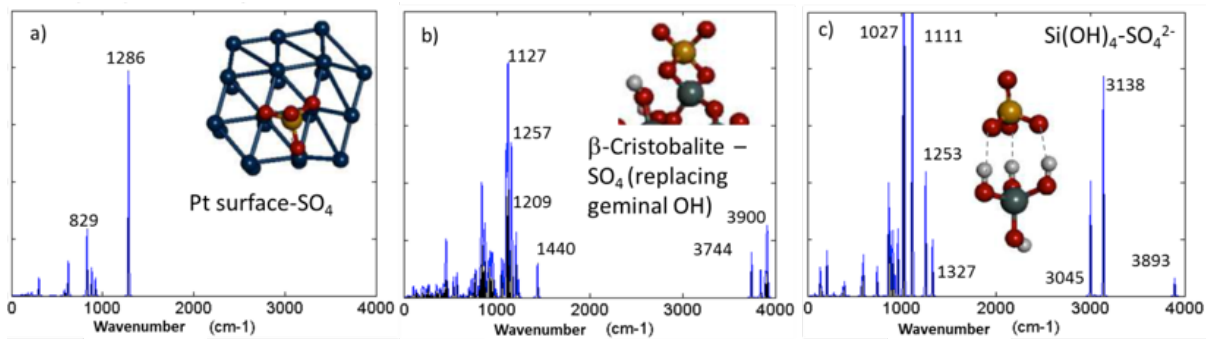 a)
1286
829
Pt surface-SO4
0 1000 2000 3000 4000
Wavenumber (cm-1)
b)
1127
1257
1209
1440
β-Cristobalite –
SO4 (replacing
geminal OH)
3900
3744
0 1000 2000 3000 4000
Wavenumber (cm-1)
c)
1027
1111
Si(OH)4-SO4²⁻
3138
1253
1327
3045
3893
0 1000 2000 3000 4000
Wavenumber (cm-1)